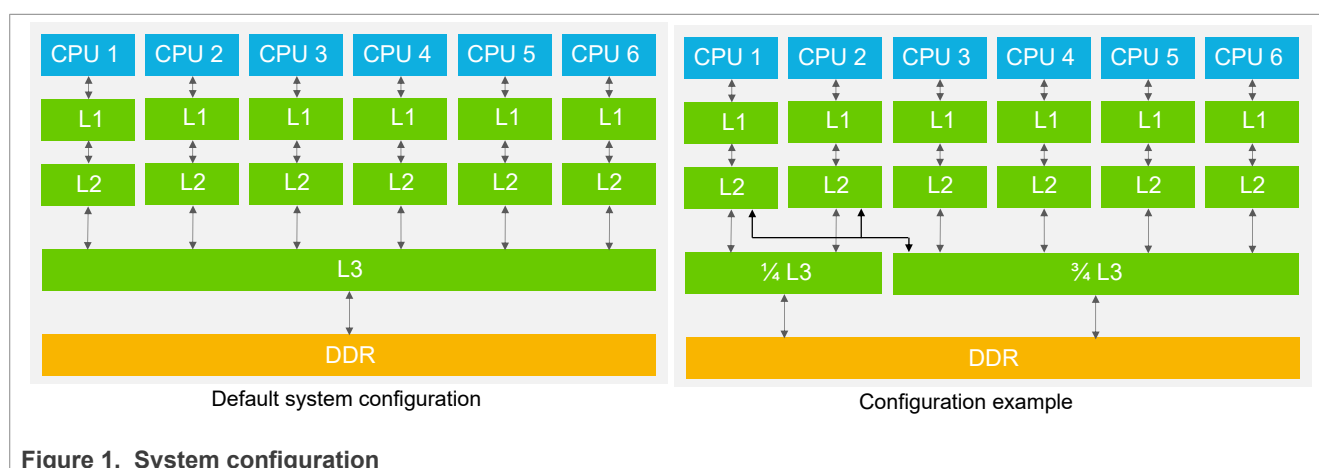 CPU 1 CPU 2 CPU 3 CPU 4 CPU 5 CPU 6
L1 L1 L1 L1 L1 L1
L2 L2 L2 L2 L2 L2
L3
DDR
Default system configuration
CPU 1 CPU 2 CPU 3 CPU 4 CPU 5 CPU 6
L1 L1 L1 L1 L1 L1
L2 L2 L2 L2 L2 L2
¼ L3 ¾ L3
DDR
Configuration example
Figure 1. System configuration